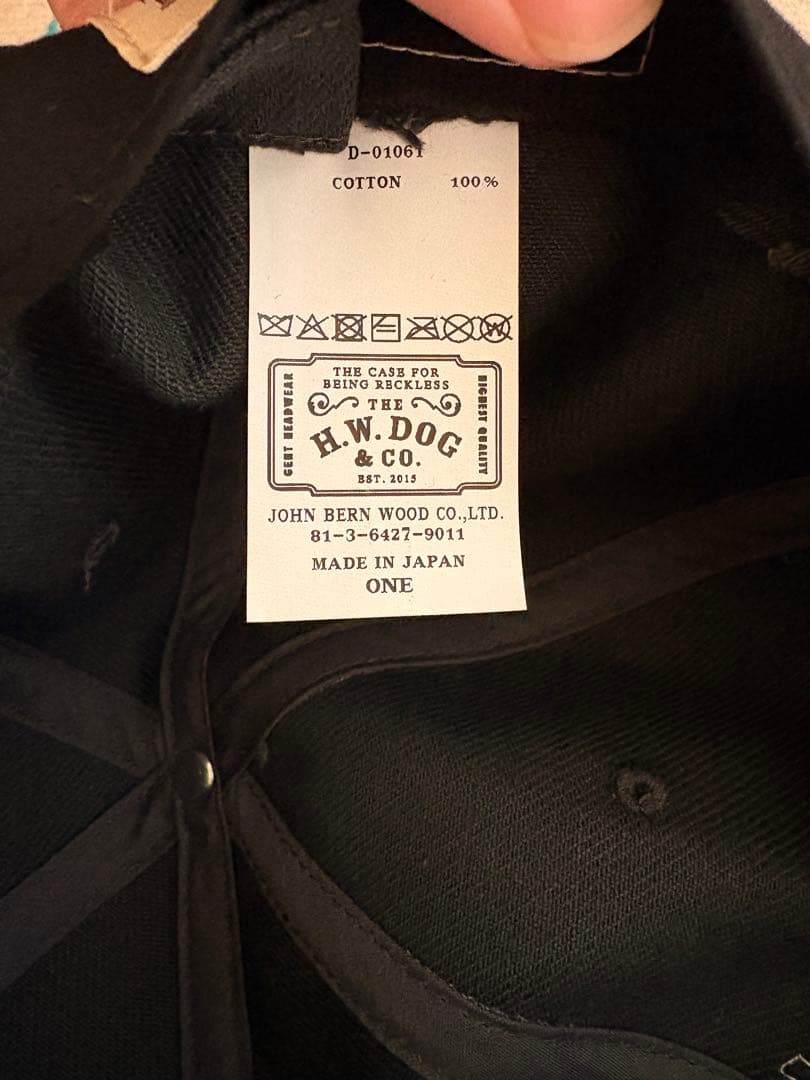 D-01061
COTTON 100%
THE CASE FOR
BEING RECKLESS
GENT HEADWEAR
THE
H.W. DOG
& CO.
EST. 2015
HIGHEST QUALITY
JOHN BERN WOOD CO.,LTD.
81-3-6427-9011
MADE IN JAPAN
ONE